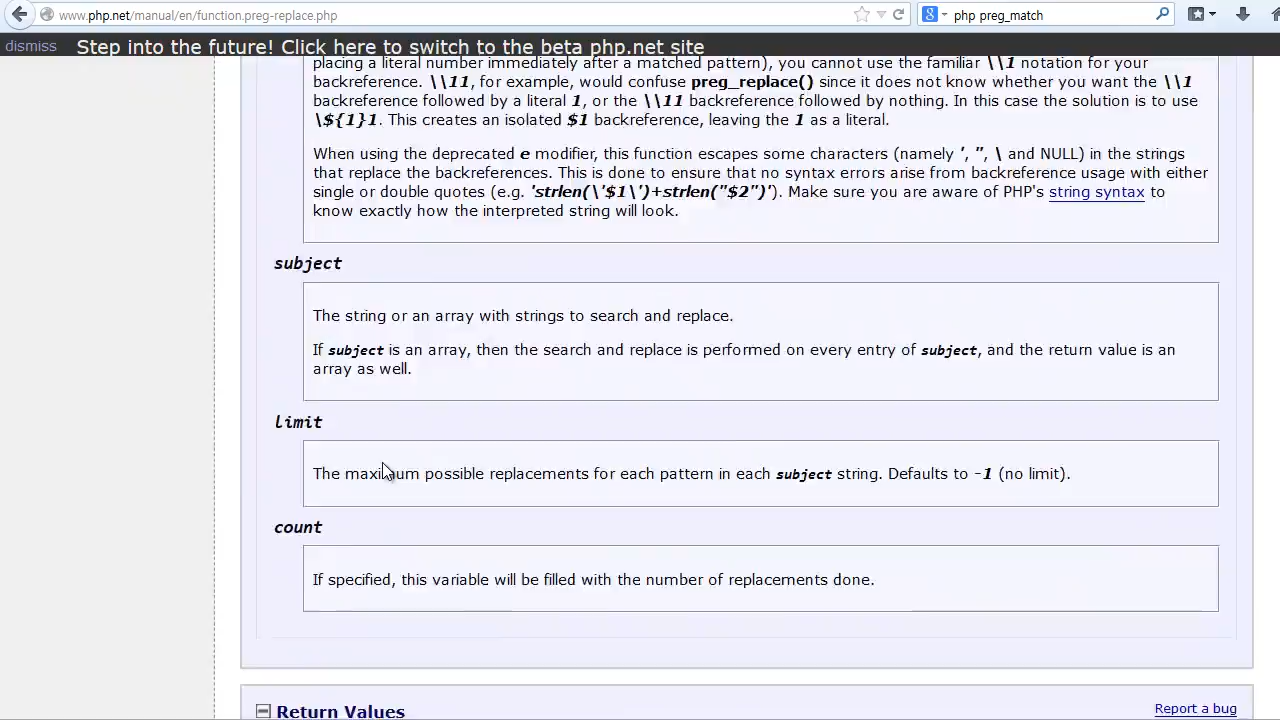 www.php.net/manual/en/function.preg-replace.php
php preg_match
dismiss Step into the future! Click here to switch to the beta php.net site
placing a literal number immediately after a matched pattern), you cannot use the familiar \\1 notation for your
backreference. \\11, for example, would confuse preg_replace() since it does not know whether you want the \\1
backreference followed by a literal 1, or the \\11 backreference followed by nothing. In this case the solution is to use
\${1}1. This creates an isolated $1 backreference, leaving the 1 as a literal.
When using the deprecated e modifier, this function escapes some characters (namely ', ", \ and NULL) in the strings
that replace the backreferences. This is done to ensure that no syntax errors arise from backreference usage with either
single or double quotes (e.g. 'strlen(\'$1\')+strlen("$2")'). Make sure you are aware of PHP's string syntax to
know exactly how the interpreted string will look.
subject
The string or an array with strings to search and replace.
If subject is an array, then the search and replace is performed on every entry of subject, and the return value is an
array as well.
limit
The maximum possible replacements for each pattern in each subject string. Defaults to -1 (no limit).
count
If specified, this variable will be filled with the number of replacements done.
Return Values
Report a bug